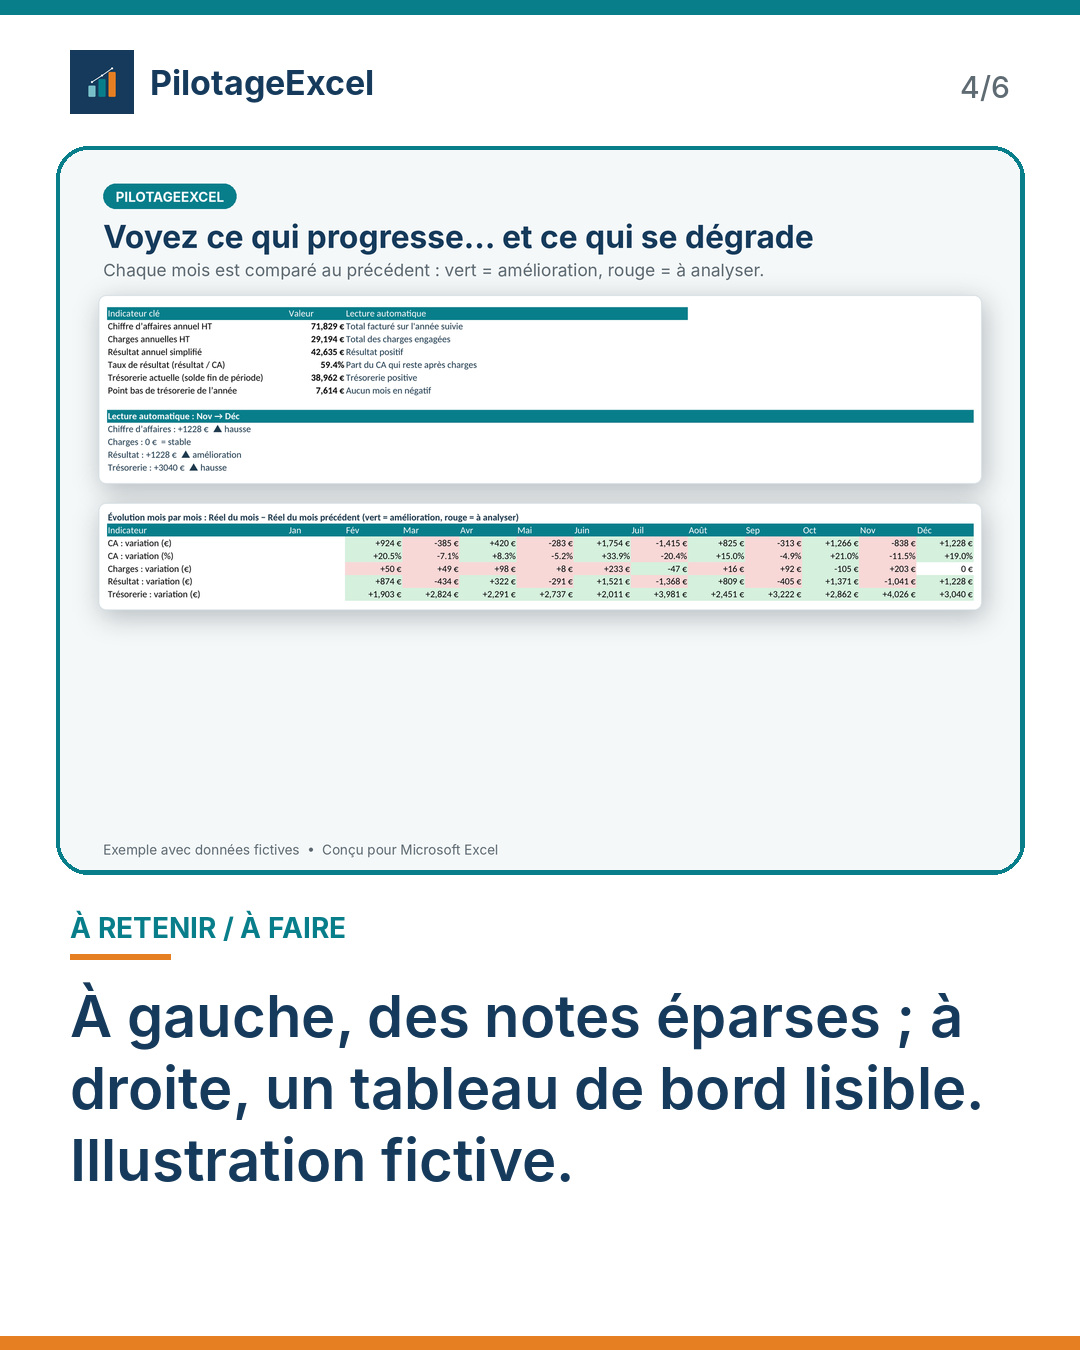 PilotageExcel
4/6
PILOTAGEEXCEL
Voyez ce qui progresse... et ce qui se dégrade
Chaque mois est comparé au précédent : vert = amélioration, rouge = à analyser.
Indicateur clé Valeur Lecture automatique
Chiffre d'affaires annuel HT 71,829 € Total facturé sur l'année suivie
Charges annuelles HT 29,194 € Total des charges engagées
Résultat annuel simplifié 42,635 € Résultat positif
Taux de résultat (résultat / CA) 59.4% Part du CA qui reste après charges
Trésorerie actuelle (solde fin de période) 38,962 € Trésorerie positive
Point bas de trésorerie de l'année 7,614 € Aucun mois en négatif
Lecture automatique : Nov → Déc
Chiffre d'affaires : +1228 € ▲ hausse
Charges : 0 € = stable
Résultat : +1228 € ▲ amélioration
Trésorerie : +3040 € ▲ hausse
Évolution mois par mois : Réel du mois − Réel du mois précédent (vert = amélioration, rouge = à analyser)
Indicateur Jan Fév Mar Avr Mai Juin Juil Août Sep Oct Nov Déc
CA : variation (€) +924 € -385 € +420 € -283 € +1,754 € -1,415 € +825 € -313 € +1,266 € -838 € +1,228 €
CA : variation (%) +20.5% -7.1% +8.3% -5.2% +33.9% -20.4% +15.0% -4.9% +21.0% -11.5% +19.0%
Charges : variation (€) +50 € +49 € +98 € +8 € +233 € -47 € +16 € +92 € -105 € +203 € 0 €
Résultat : variation (€) +874 € -434 € +322 € -291 € +1,521 € -1,368 € +809 € -405 € +1,371 € -1,041 € +1,228 €
Trésorerie : variation (€) +1,903 € +2,824 € +2,291 € +2,737 € +2,011 € +3,981 € +2,451 € +3,222 € +2,862 € +4,026 € +3,040 €
Exemple avec données fictives • Conçu pour Microsoft Excel
À RETENIR / À FAIRE
À gauche, des notes éparses ; à
droite, un tableau de bord lisible.
Illustration fictive.